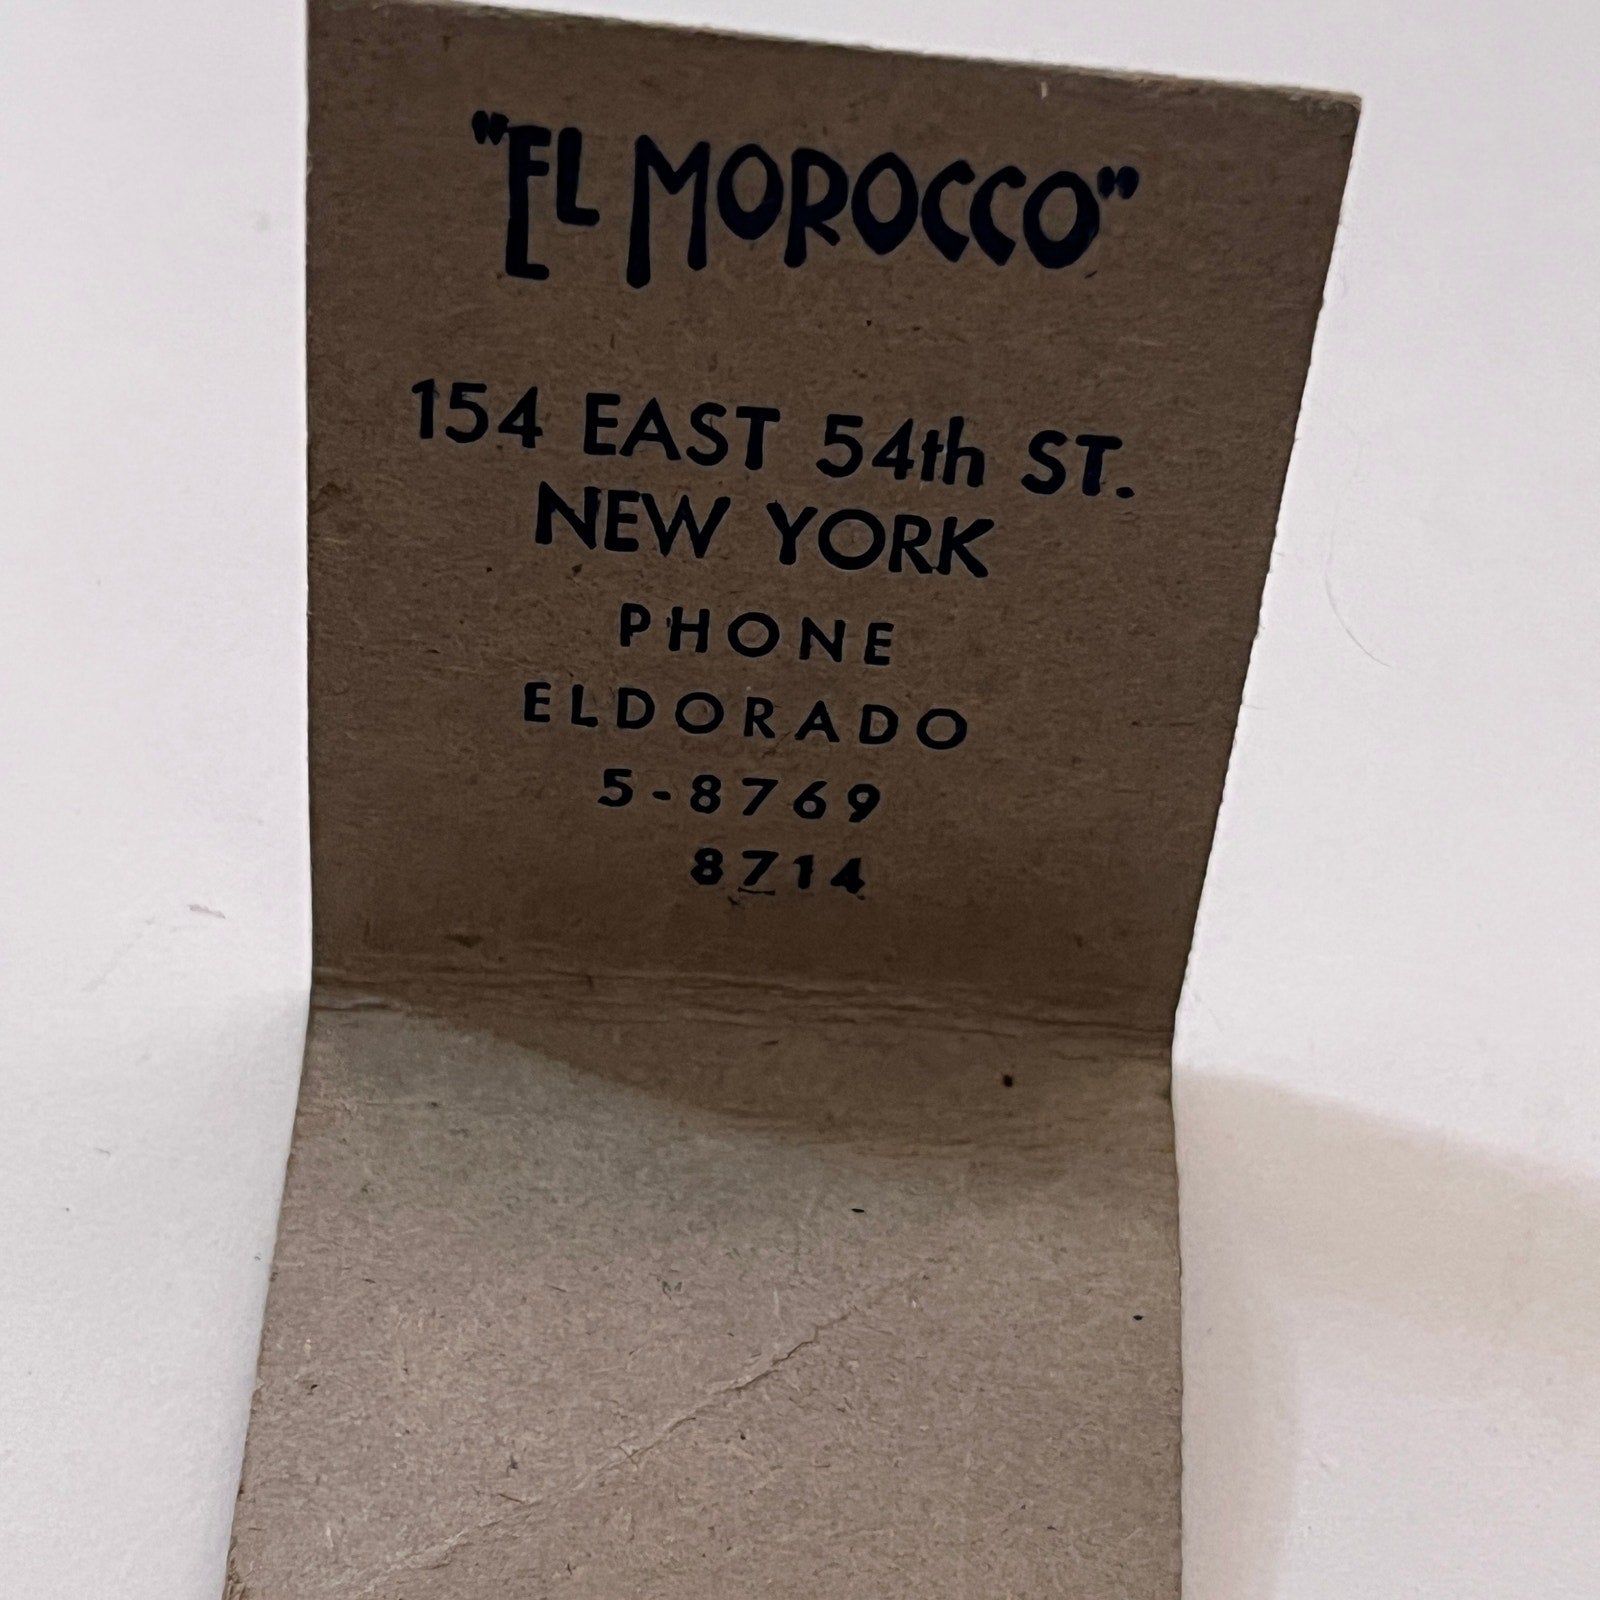 "EL MOROCCO"
154 EAST 54th ST.
NEW YORK
PHONE
ELDORADO
5-8769
8714